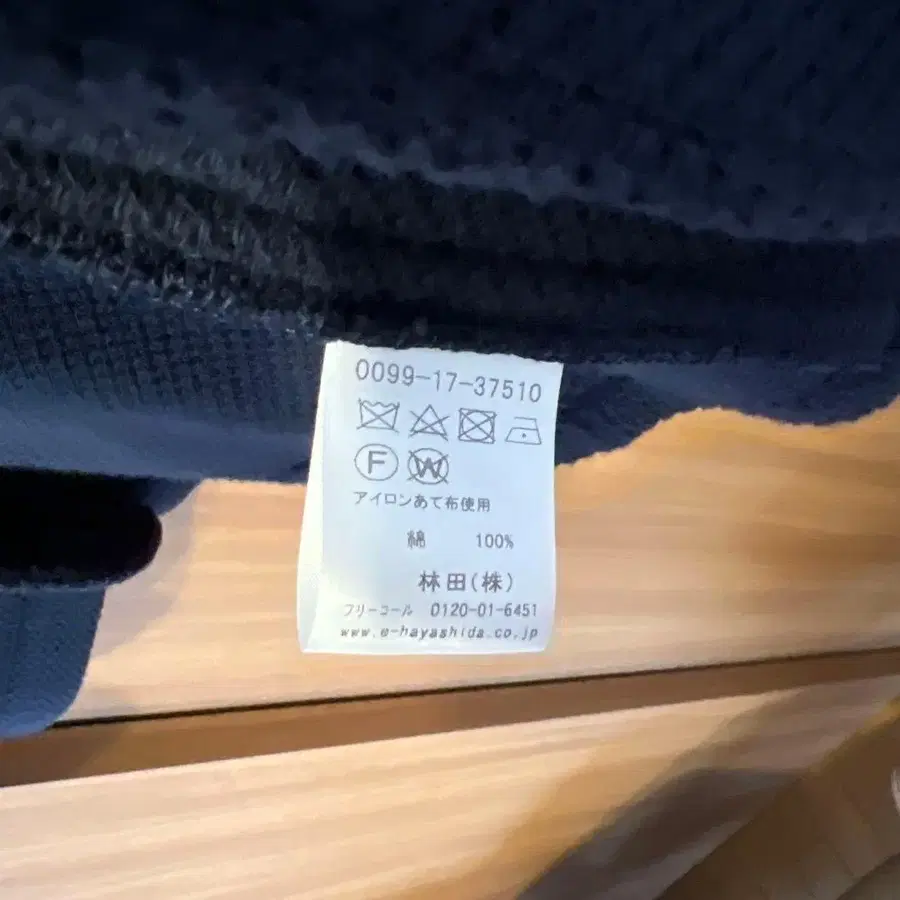 0099-17-37510
F W
アイロンあて布使用
綿 100%
林田(株)
フリーコール 0120-01-6451
www.e-hayashida.co.jp